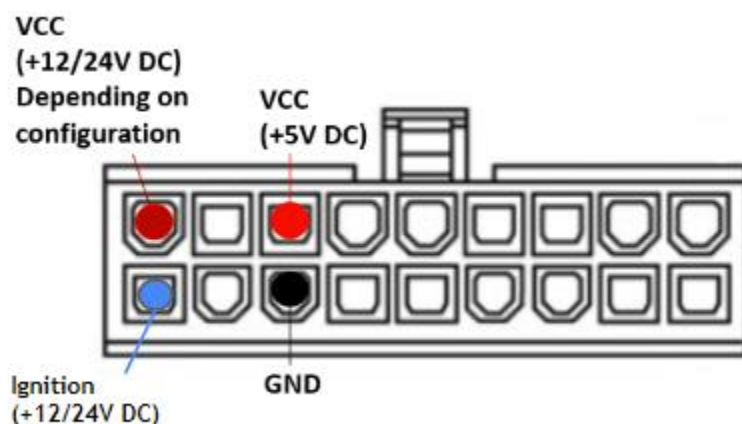 VCC
(+12/24V DC)
Depending on
configuration
VCC
(+5V DC)
Ignition
(+12/24V DC)
GND